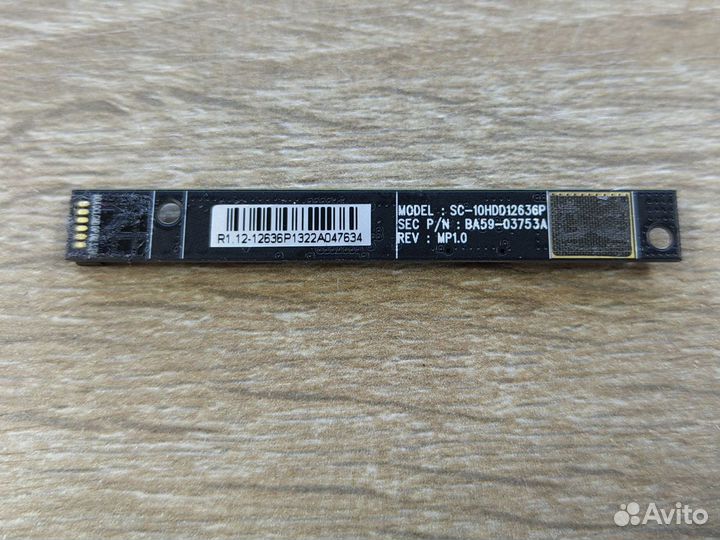 R1.12-12636P1322A047634
MODEL : SC-10HDD12636P
SEC P/N : BA59-03753A
REV : MP1.0
Avito